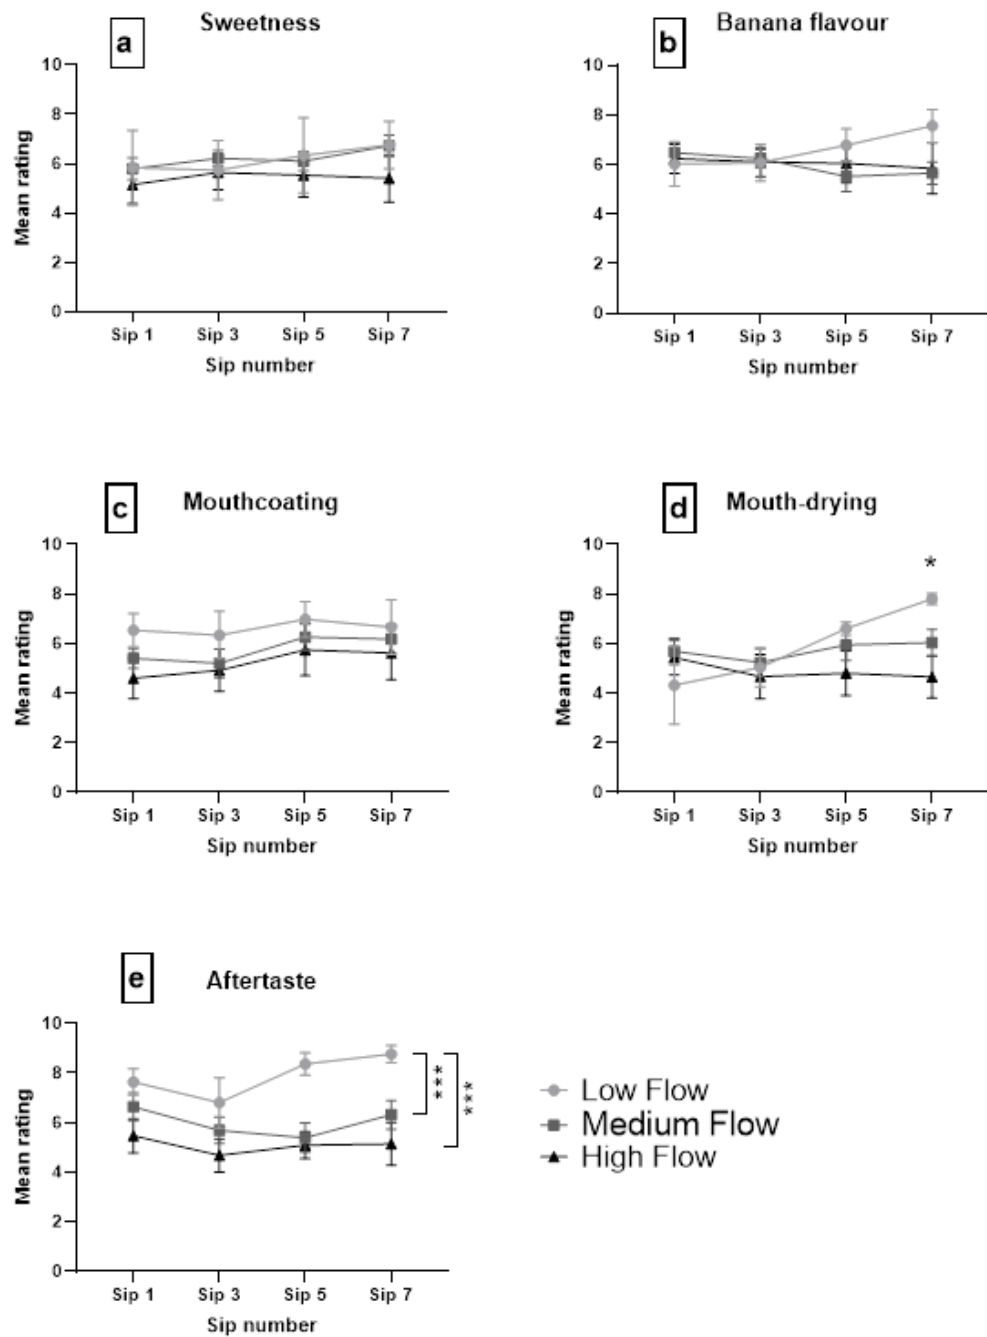 a Sweetness
10
8
6
4
2
0
Mean rating
Sip 1 Sip 3 Sip 5 Sip 7
Sip number
b Banana flavour
10
8
6
4
2
0
Mean rating
Sip 1 Sip 3 Sip 5 Sip 7
Sip number
c Mouthcoating
10
8
6
4
2
0
Mean rating
Sip 1 Sip 3 Sip 5 Sip 7
Sip number
d Mouth-drying
*
10
8
6
4
2
0
Mean rating
Sip 1 Sip 3 Sip 5 Sip 7
Sip number
e Aftertaste
10
8
6
4
2
0
Mean rating
***
***
Sip 1 Sip 3 Sip 5 Sip 7
Sip number
Low Flow
Medium Flow
High Flow